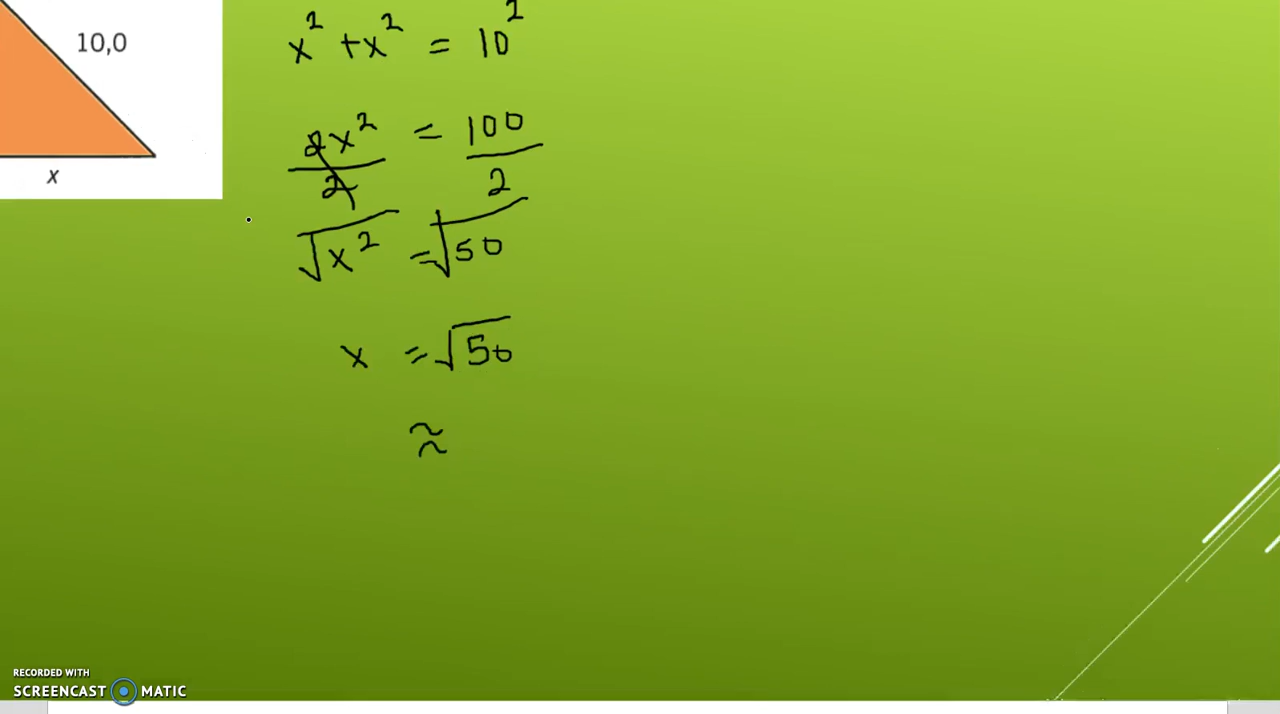 10,0
x
x² + x² = 10²
2x² = 100
2 2
√x² = √50
x = √50
≈
RECORDED WITH
SCREENCAST MATIC